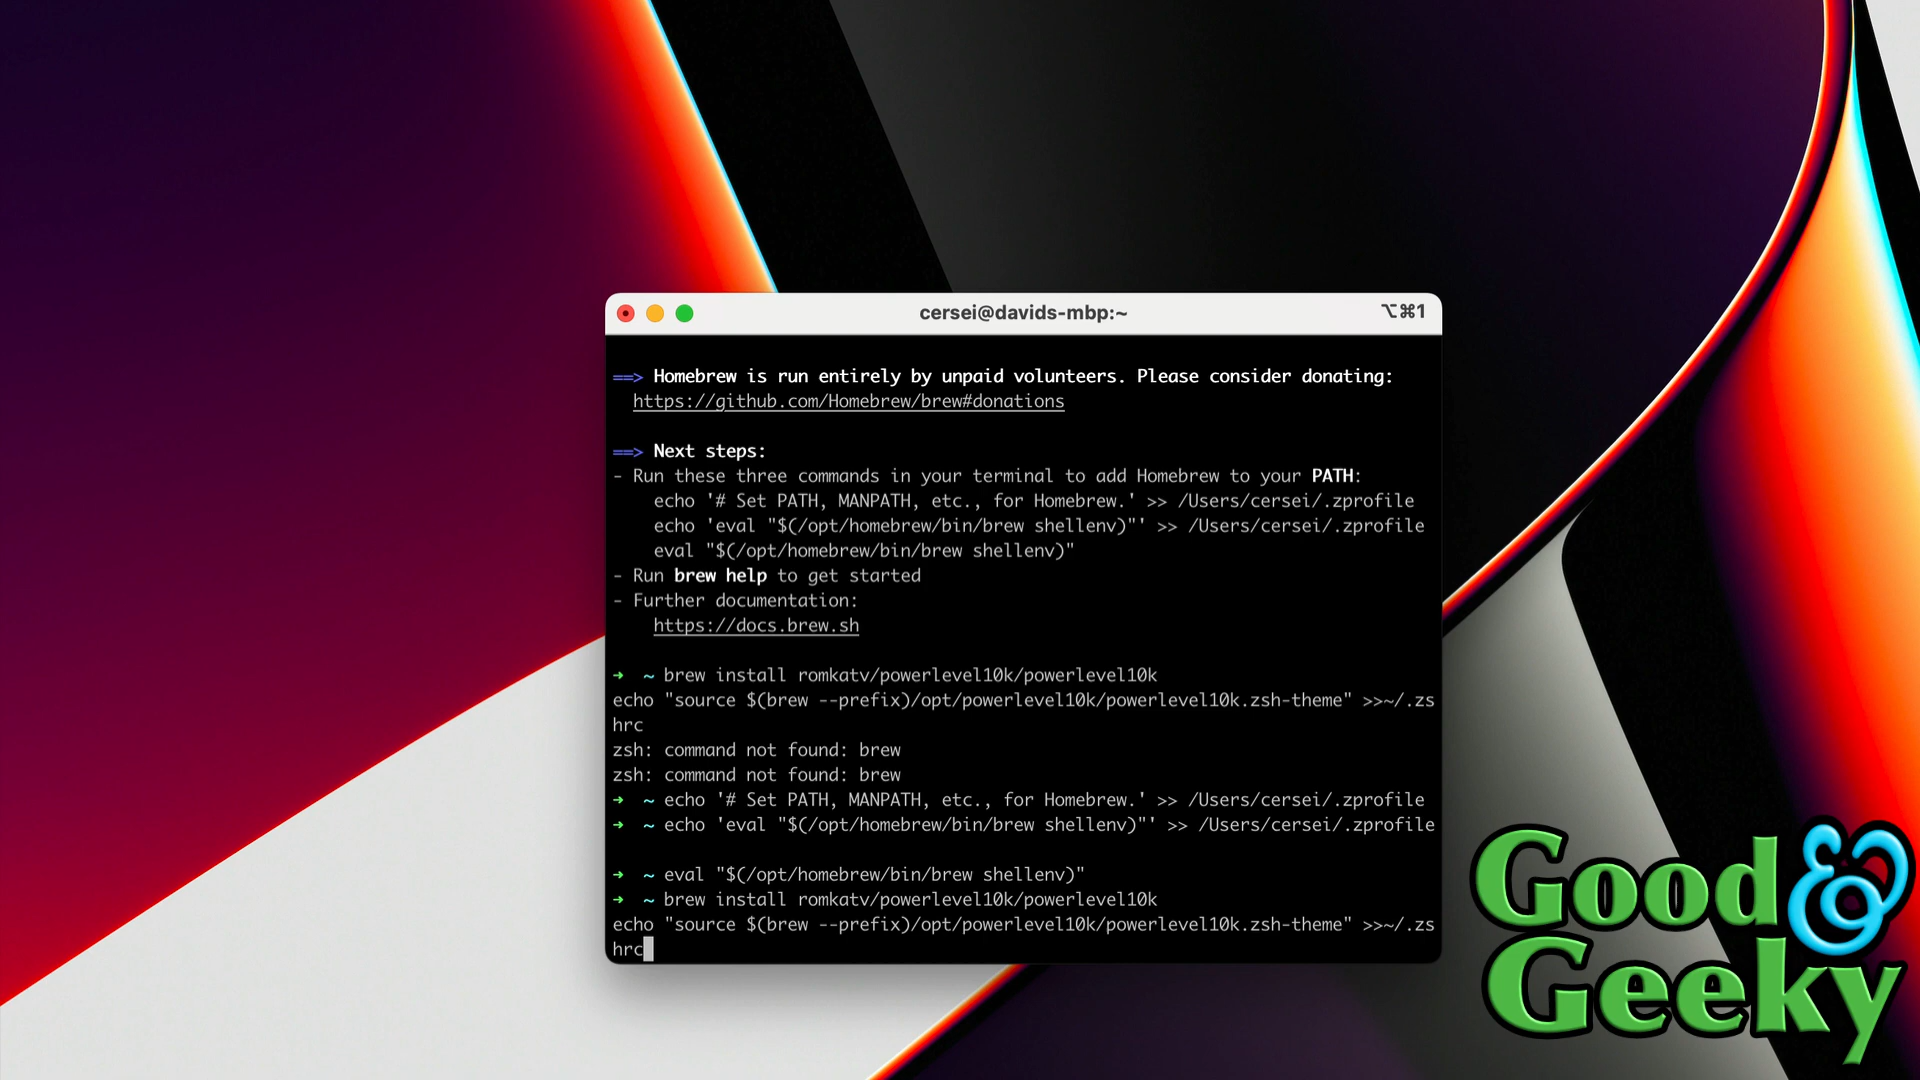 cersei@davids-mbp:~ ⌥⌘1
==> Homebrew is run entirely by unpaid volunteers. Please consider donating:
https://github.com/Homebrew/brew#donations
==> Next steps:
- Run these three commands in your terminal to add Homebrew to your PATH:
echo '# Set PATH, MANPATH, etc., for Homebrew.' >> /Users/cersei/.zprofile
echo 'eval "$(/opt/homebrew/bin/brew shellenv)"' >> /Users/cersei/.zprofile
eval "$(/opt/homebrew/bin/brew shellenv)"
- Run brew help to get started
- Further documentation:
https://docs.brew.sh
➜ ~ brew install romkatv/powerlevel10k/powerlevel10k
echo "source $(brew --prefix)/opt/powerlevel10k/powerlevel10k.zsh-theme" >>~/.zs
hrc
zsh: command not found: brew
zsh: command not found: brew
➜ ~ echo '# Set PATH, MANPATH, etc., for Homebrew.' >> /Users/cersei/.zprofile
➜ ~ echo 'eval "$(/opt/homebrew/bin/brew shellenv)"' >> /Users/cersei/.zprofile
➜ ~ eval "$(/opt/homebrew/bin/brew shellenv)"
➜ ~ brew install romkatv/powerlevel10k/powerlevel10k
echo "source $(brew --prefix)/opt/powerlevel10k/powerlevel10k.zsh-theme" >>~/.zs
hrc
Good &
Geeky